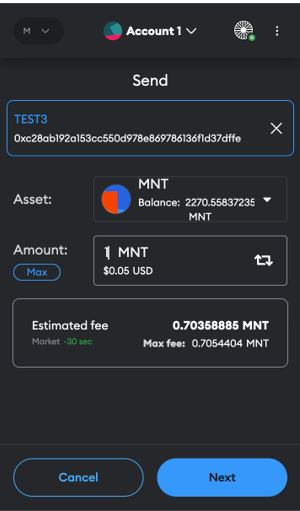 M
Account 1
Send
TEST3
0xc28ab192a153cc550d978e869786136f1d37dffe
Asset:
MNT
Balance: 2270.55837235
MNT
Amount:
Max
1 MNT
$0.05 USD
Estimated fee
0.70358885 MNT
Market ~30 sec
Max fee: 0.7054404 MNT
Cancel
Next